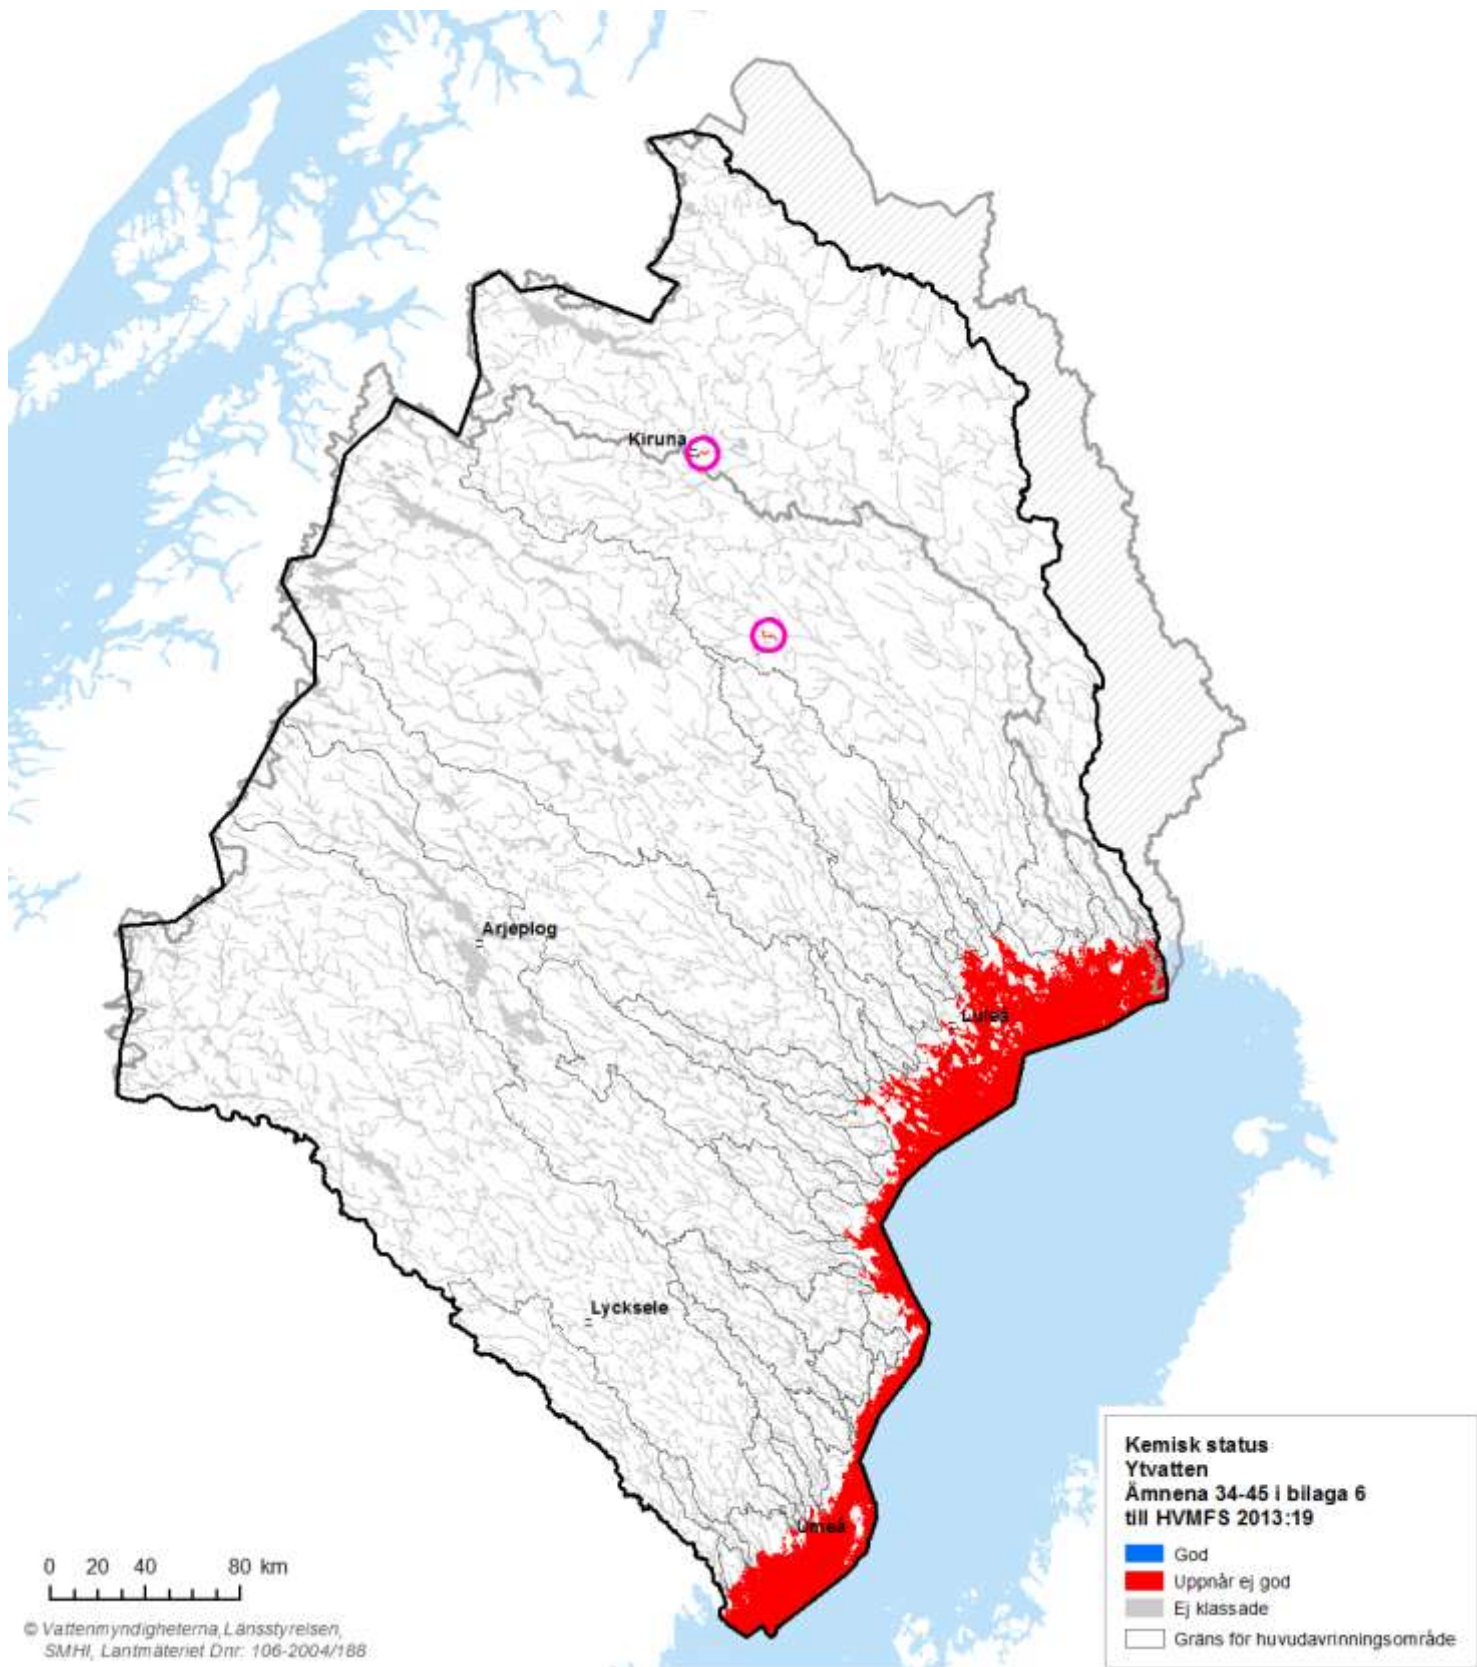 Kiruna
Arjeplog
Luleå
Lycksele
Umeå
Kemisk status
Ytvatten
Ämnena 34-45 i bilaga 6
till HVMFS 2013:19
God
Uppnår ej god
Ej klassade
Gräns för huvudavrinningsområde
0 20 40 80 km
© Vattenmyndigheterna,Länsstyrelsen,
SMHI, Lantmäteriet Dnr: 106-2004/188